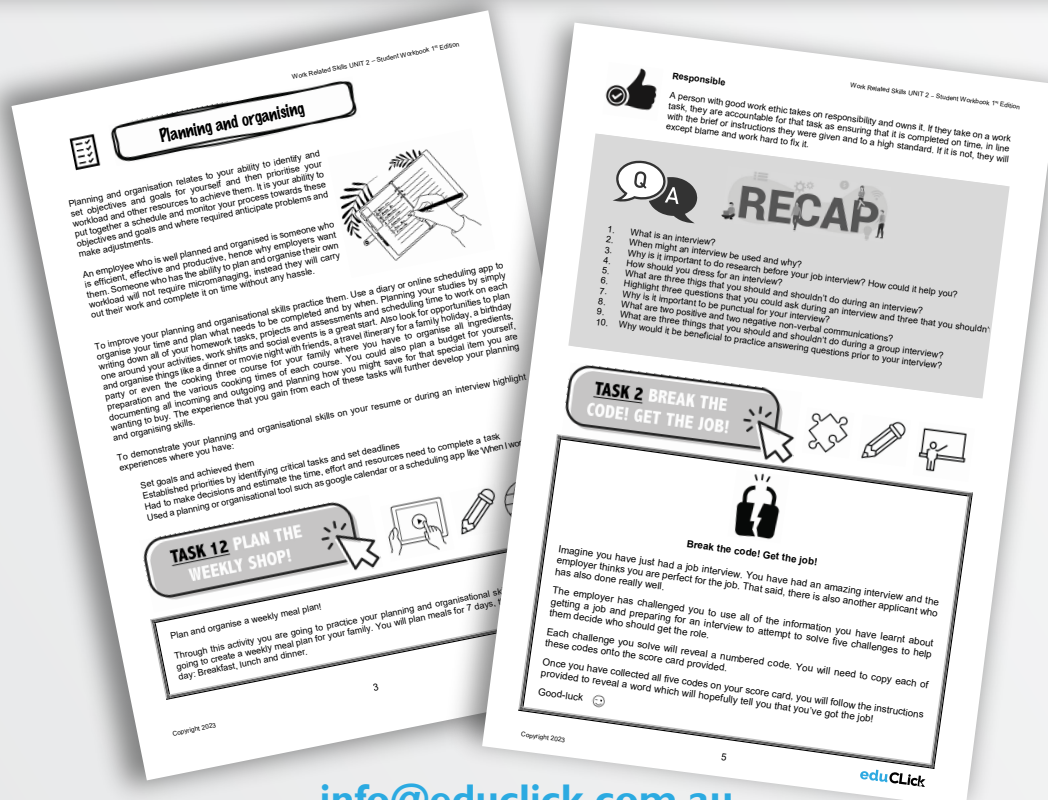 Work Related Skills UNIT 2 – Student Workbook 1st Edition
Planning and organising
Planning and organisation relates to your ability to identify and
set objectives and goals for yourself and then prioritise your
workload and other resources to achieve them. It is your ability to
put together a schedule and monitor your process towards these
objectives and goals and where required anticipate problems and
make adjustments.
An employee who is well planned and organised is someone who
is efficient, effective and productive, hence why employers want
them. Someone who has the ability to plan and organise their own
workload will not require micromanaging, instead they will carry
out their work and complete it on time without any hassle.
To improve your planning and organisational skills practice them. Use a diary or online scheduling app to
organise your time and plan what needs to be completed and by when. Planning your studies by simply
writing down all of your homework tasks, projects and assessments and scheduling time to work on each
one around your activities, work shifts and social events is a great start. Also look for opportunities to plan
and organise things like a dinner or movie night with friends, a travel itinerary for a family holiday, a birthday
party or even the cooking three course for your family where you have to organise all ingredients,
preparation and the various cooking times of each course. You could also plan a budget for yourself,
documenting all incoming and outgoing and planning how you might save for that special item you are
wanting to buy. The experience that you gain from each of these tasks will further develop your planning
and organising skills.
To demonstrate your planning and organisational skills on your resume or during an interview highlight
experiences where you have:
Set goals and achieved them
Established priorities by identifying critical tasks and set deadlines
Had to make decisions and estimate the time, effort and resources need to complete a task
Used a planning or organisational tool such as google calendar or a scheduling app like 'When I
TASK 12 PLAN THE
WEEKLY SHOP!
Plan and organise a weekly meal plan!
Through this activity you are going to practice your planning and organisational
going to create a weekly meal plan for your family. You will plan meals for 7 days,
day: Breakfast, lunch and dinner.
3
Copyright 2023
Work Related Skills UNIT 2 – Student Workbook 1st Edition
Responsible
A person with good work ethic takes on responsibility and owns it. If they take on a work
task, they are accountable for that task as ensuring that it is completed on time, in line
with the brief or instructions they were given and to a high standard. If it is not, they will
except blame and work hard to fix it.
Q A
RECAP
1. What is an interview?
2. When might an interview be used and why?
3. Why is it important to do research before your job interview? How could it help you?
4. How should you dress for an interview?
5. What are three things that you should and shouldn't do during an interview?
6. Highlight three questions that you could ask during an interview and three that you shouldn'
7. Why is it important to be punctual for your interview?
8. What are two positive and two negative non-verbal communications?
9. What are three things that you should and shouldn't do during a group interview?
10. Why would it be beneficial to practice answering questions prior to your interview?
TASK 2 BREAK THE
CODE! GET THE JOB!
Break the code! Get the job!
Imagine you have just had a job interview. You have had an amazing interview and the
employer thinks you are perfect for the job. That said, there is also another applicant who
has also done really well.
The employer has challenged you to use all of the information you have learnt about
getting a job and preparing for an interview to attempt to solve five challenges to help
them decide who should get the role.
Each challenge you solve will reveal a numbered code. You will need to copy each of
these codes onto the score card provided.
Once you have collected all five codes on your score card, you will follow the instructions
provided to reveal a word which will hopefully tell you that you've got the job!
Good-luck
Copyright 2023
5
eduCLick
info@educlick.com.au